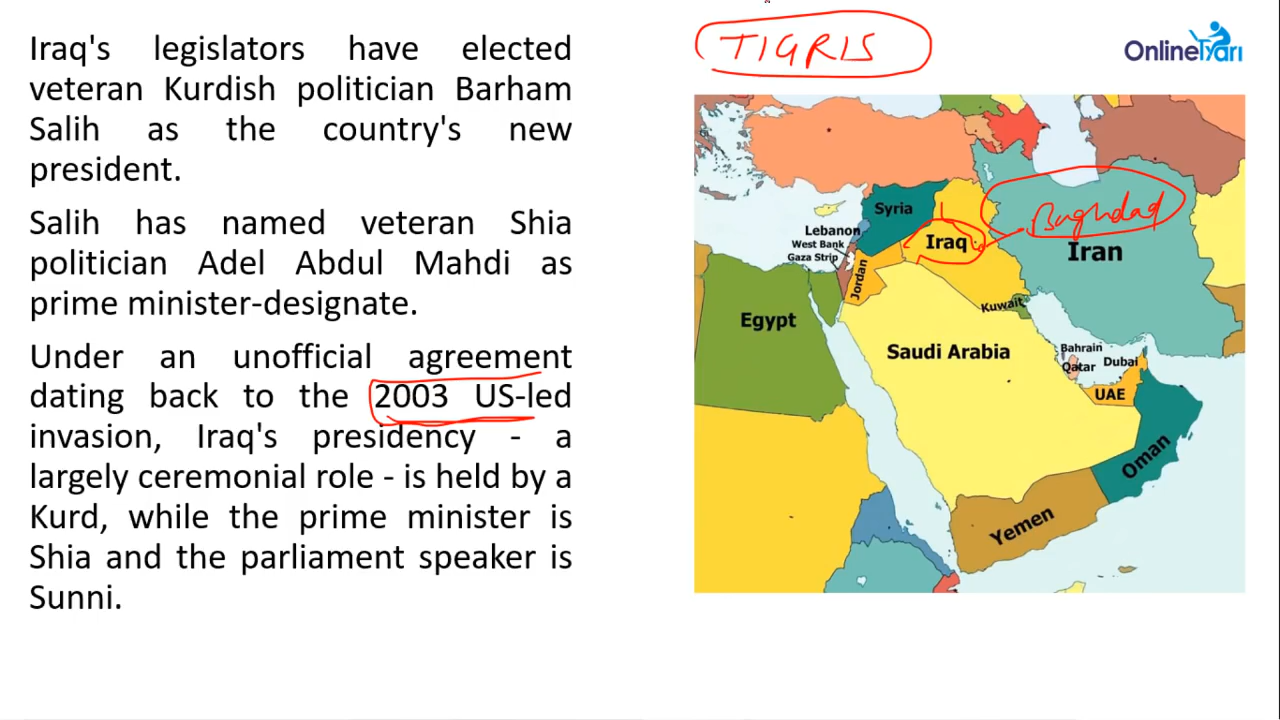 Iraq's legislators have elected
veteran Kurdish politician Barham
Salih as the country's new
president.
Salih has named veteran Shia
politician Adel Abdul Mahdi as
prime minister-designate.
Under an unofficial agreement
dating back to the 2003 US-led
invasion, Iraq's presidency - a
largely ceremonial role - is held by a
Kurd, while the prime minister is
Shia and the parliament speaker is
Sunni.
TIGRIS
OnlineTyari
Syria
Lebanon
West Bank
Gaza Strip
Jordan
Iraq
Baghdad
Iran
Kuwait
Egypt
Saudi Arabia
Bahrain
Qatar
Dubai
UAE
Oman
Yemen